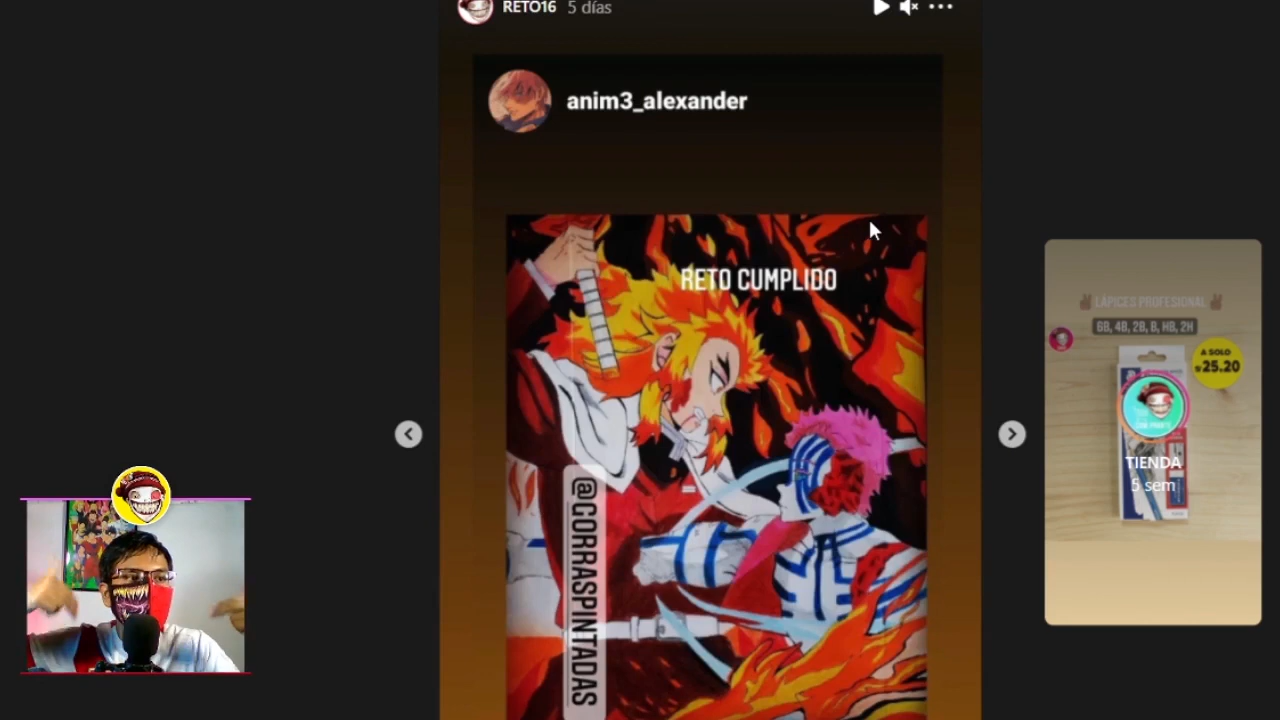 RETO16 5 días
anim3_alexander
RETO CUMPLIDO
@CORRASPINTADAS
LÁPICES PROFESIONAL
6B, 4B, 2B, B, HB, 2H
A SOLO
S/25.20
TIENDA
5 sem